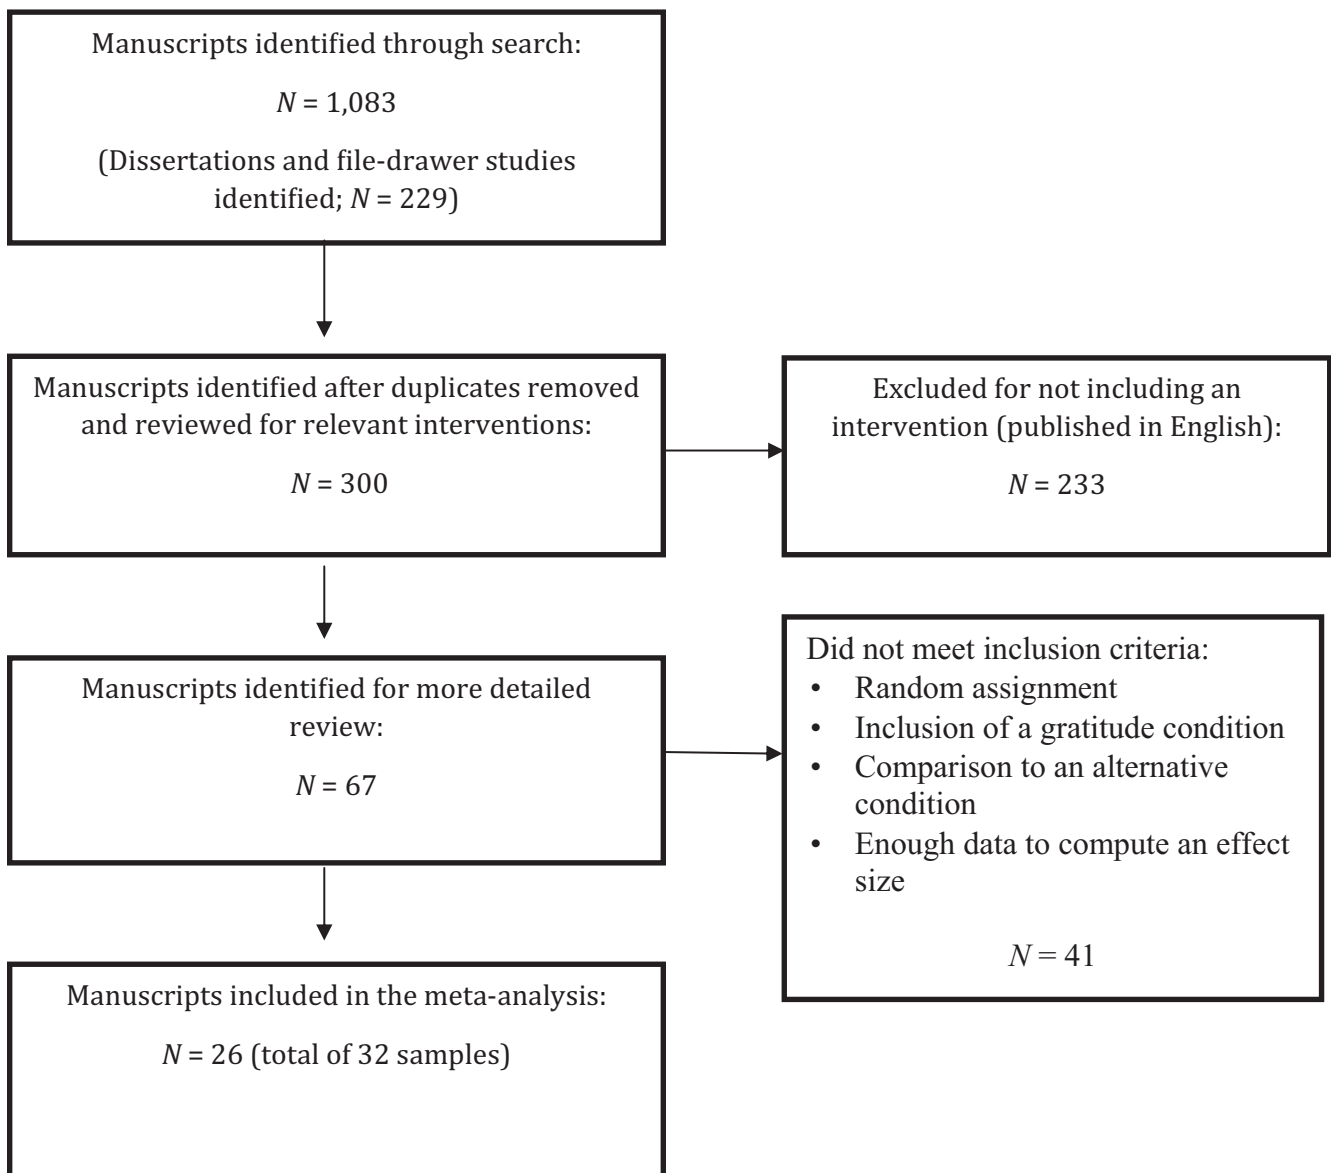 Manuscripts identified through search:
N = 1,083
(Dissertations and file-drawer studies
identified; N = 229)
Manuscripts identified after duplicates removed
and reviewed for relevant interventions:
N = 300
Excluded for not including an
intervention (published in English):
N = 233
Manuscripts identified for more detailed
review:
N = 67
Did not meet inclusion criteria:
• Random assignment
• Inclusion of a gratitude condition
• Comparison to an alternative
condition
• Enough data to compute an effect
size
N = 41
Manuscripts included in the meta-analysis:
N = 26 (total of 32 samples)